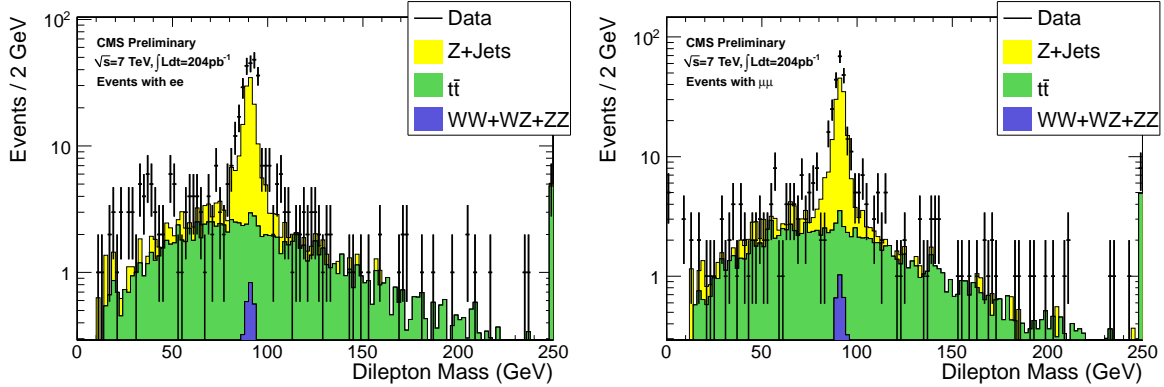 Events / 2 GeV
10²
10
1
CMS Preliminary
√s=7 TeV, ∫Ldt=204pb⁻¹
Events with ee
Data
Z+Jets
tt̄
WW+WZ+ZZ
0 50 100 150 200 250
Dilepton Mass (GeV)
Events / 2 GeV
10²
10
1
CMS Preliminary
√s=7 TeV, ∫Ldt=204pb⁻¹
Events with μμ
Data
Z+Jets
tt̄
WW+WZ+ZZ
0 50 100 150 200 250
Dilepton Mass (GeV)